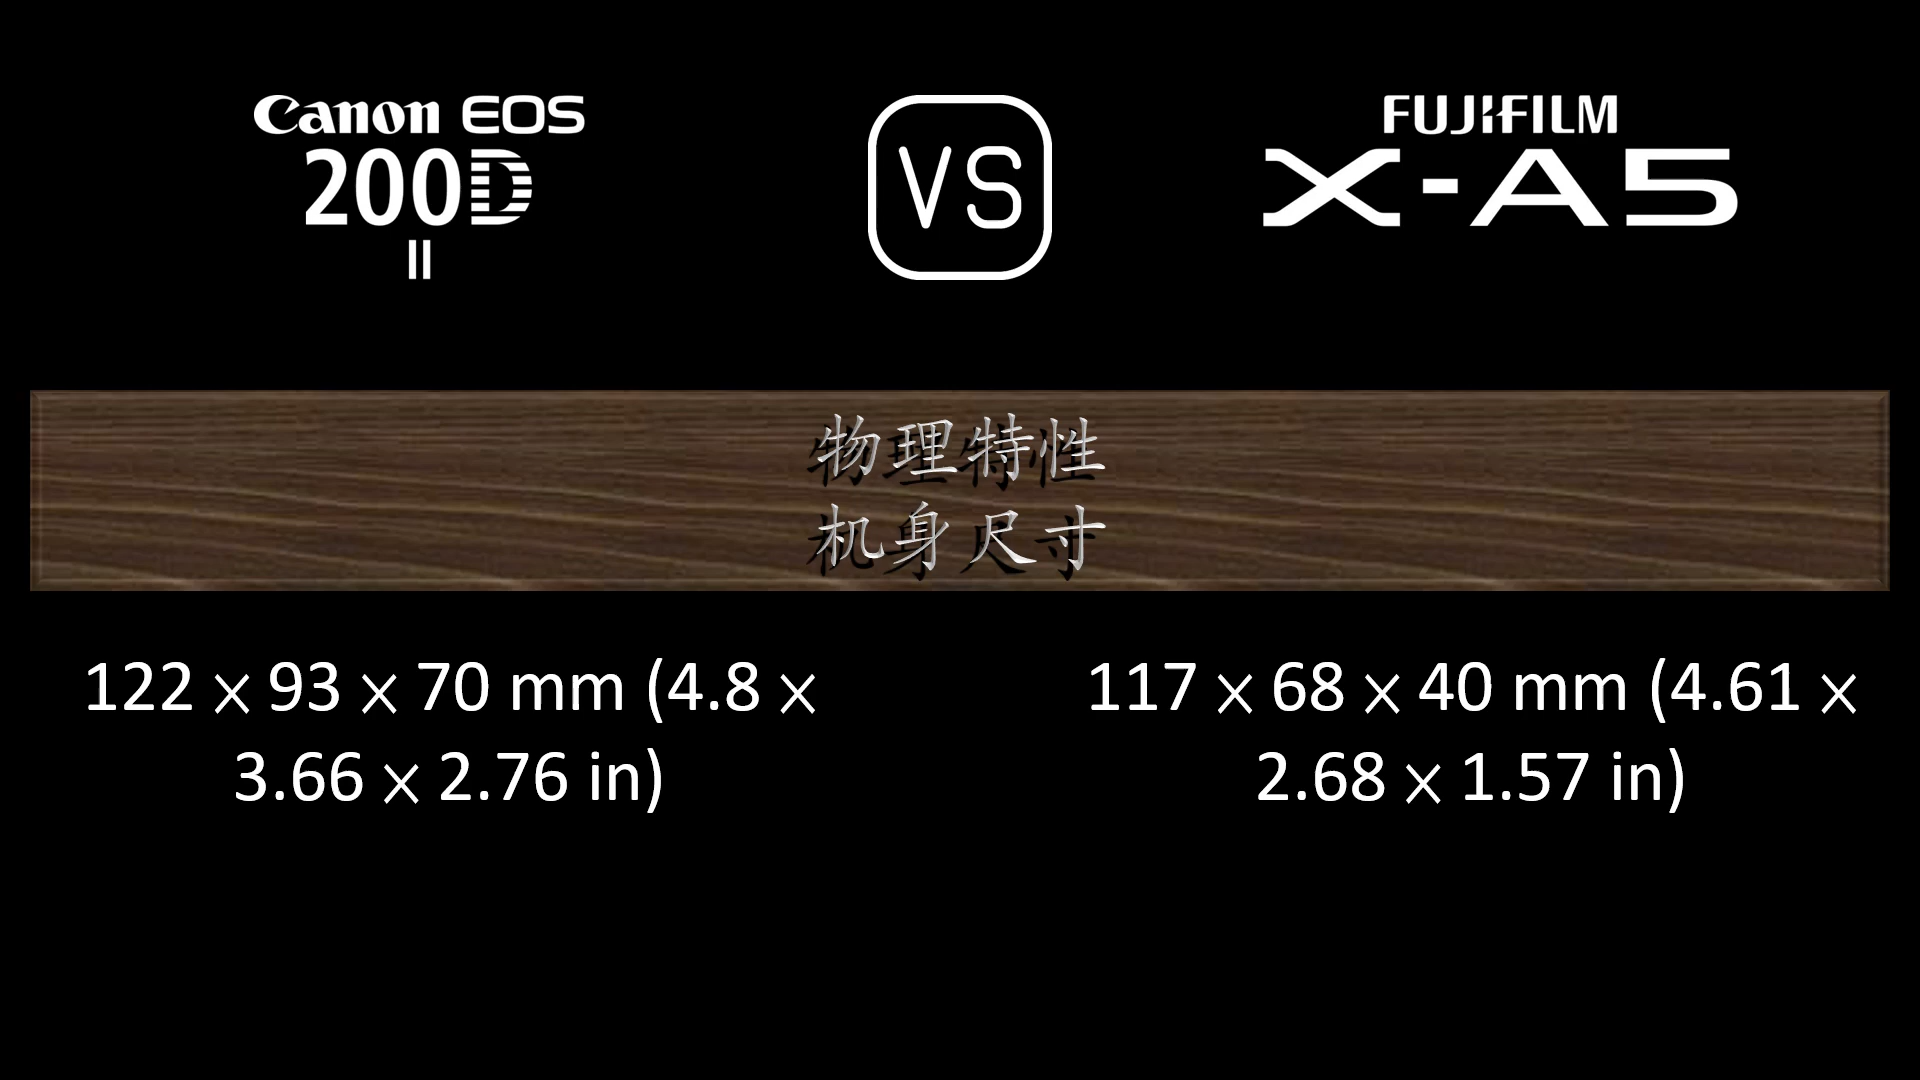 Canon EOS
200D
II
VS
FUJIFILM
X-A5
物理特性
机身尺寸
122 x 93 x 70 mm (4.8 x
3.66 x 2.76 in)
117 x 68 x 40 mm (4.61 x
2.68 x 1.57 in)